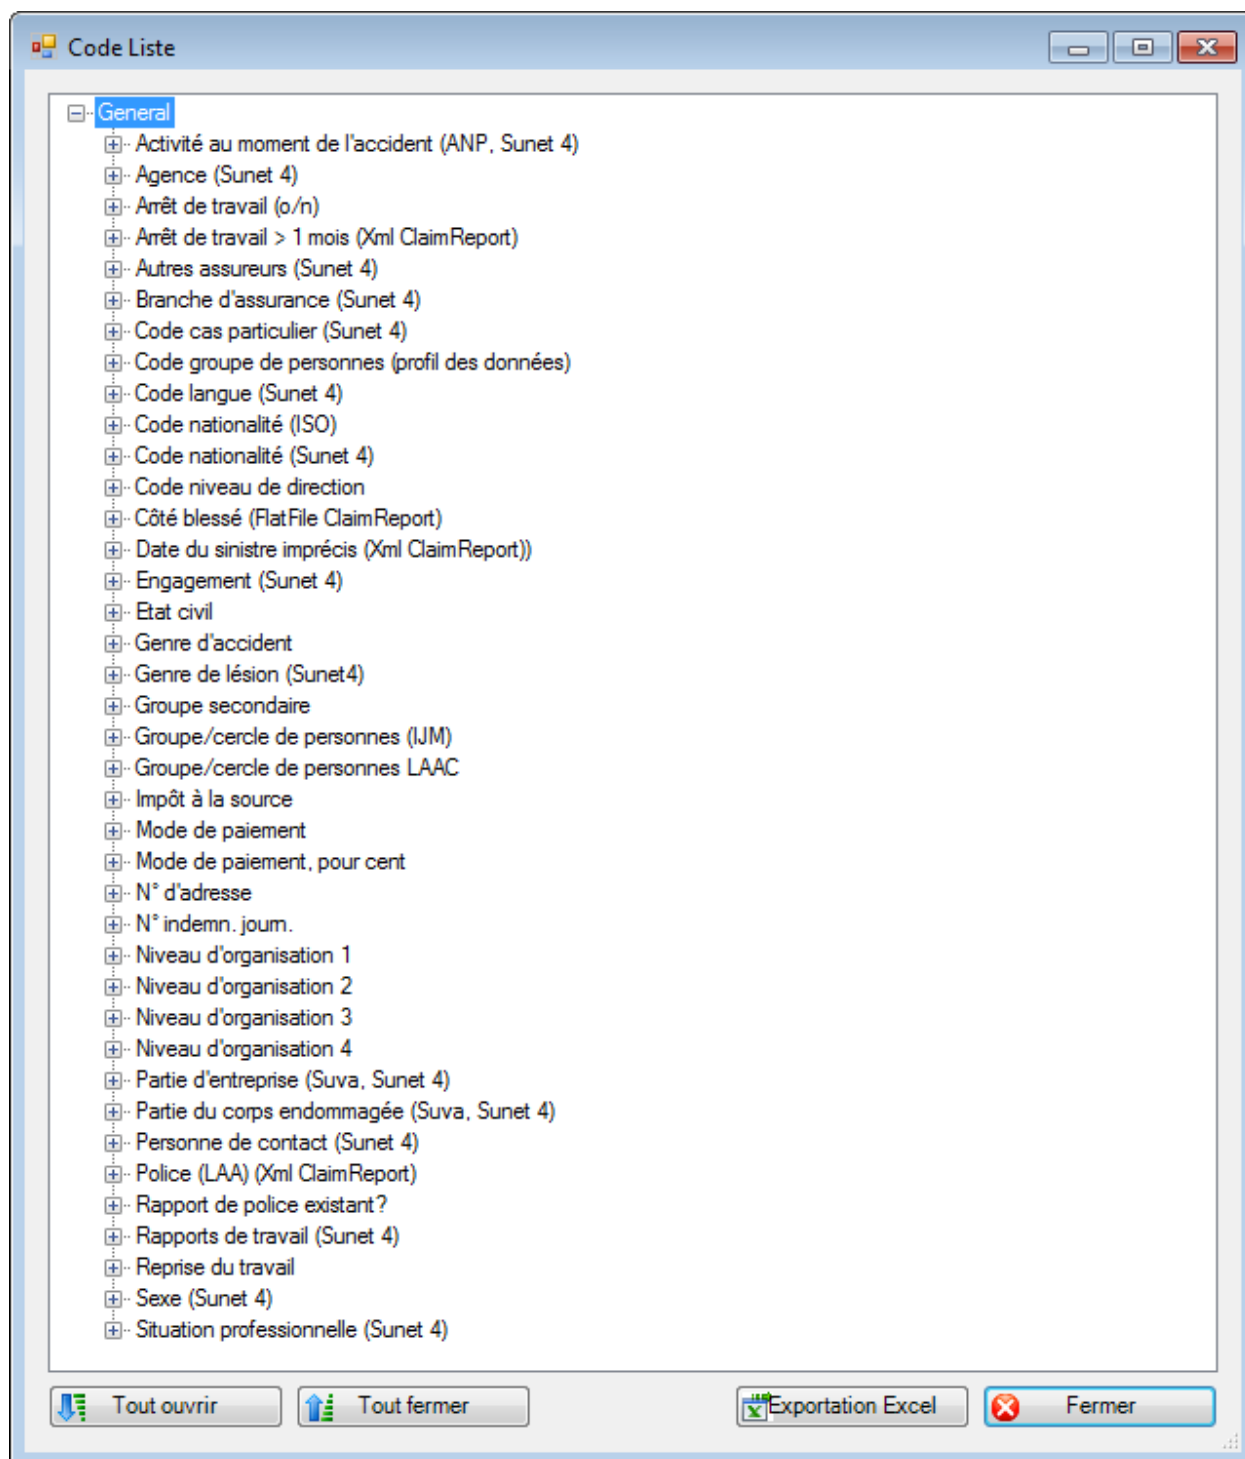 Code Liste
General
Activité au moment de l'accident (ANP, Sunet 4)
Agence (Sunet 4)
Arrêt de travail (o/n)
Arrêt de travail > 1 mois (Xml ClaimReport)
Autres assureurs (Sunet 4)
Branche d'assurance (Sunet 4)
Code cas particulier (Sunet 4)
Code groupe de personnes (profil des données)
Code langue (Sunet 4)
Code nationalité (ISO)
Code nationalité (Sunet 4)
Code niveau de direction
Côté blessé (FlatFile ClaimReport)
Date du sinistre imprécis (Xml ClaimReport))
Engagement (Sunet 4)
Etat civil
Genre d'accident
Genre de lésion (Sunet4)
Groupe secondaire
Groupe/cercle de personnes (IJM)
Groupe/cercle de personnes LAAC
Impôt à la source
Mode de paiement
Mode de paiement, pour cent
N° d'adresse
N° indemn. journ.
Niveau d'organisation 1
Niveau d'organisation 2
Niveau d'organisation 3
Niveau d'organisation 4
Partie d'entreprise (Suva, Sunet 4)
Partie du corps endommagée (Suva, Sunet 4)
Personne de contact (Sunet 4)
Police (LAA) (Xml ClaimReport)
Rapport de police existant?
Rapports de travail (Sunet 4)
Reprise du travail
Sexe (Sunet 4)
Situation professionnelle (Sunet 4)
Tout ouvrir Tout fermer Exportation Excel Fermer